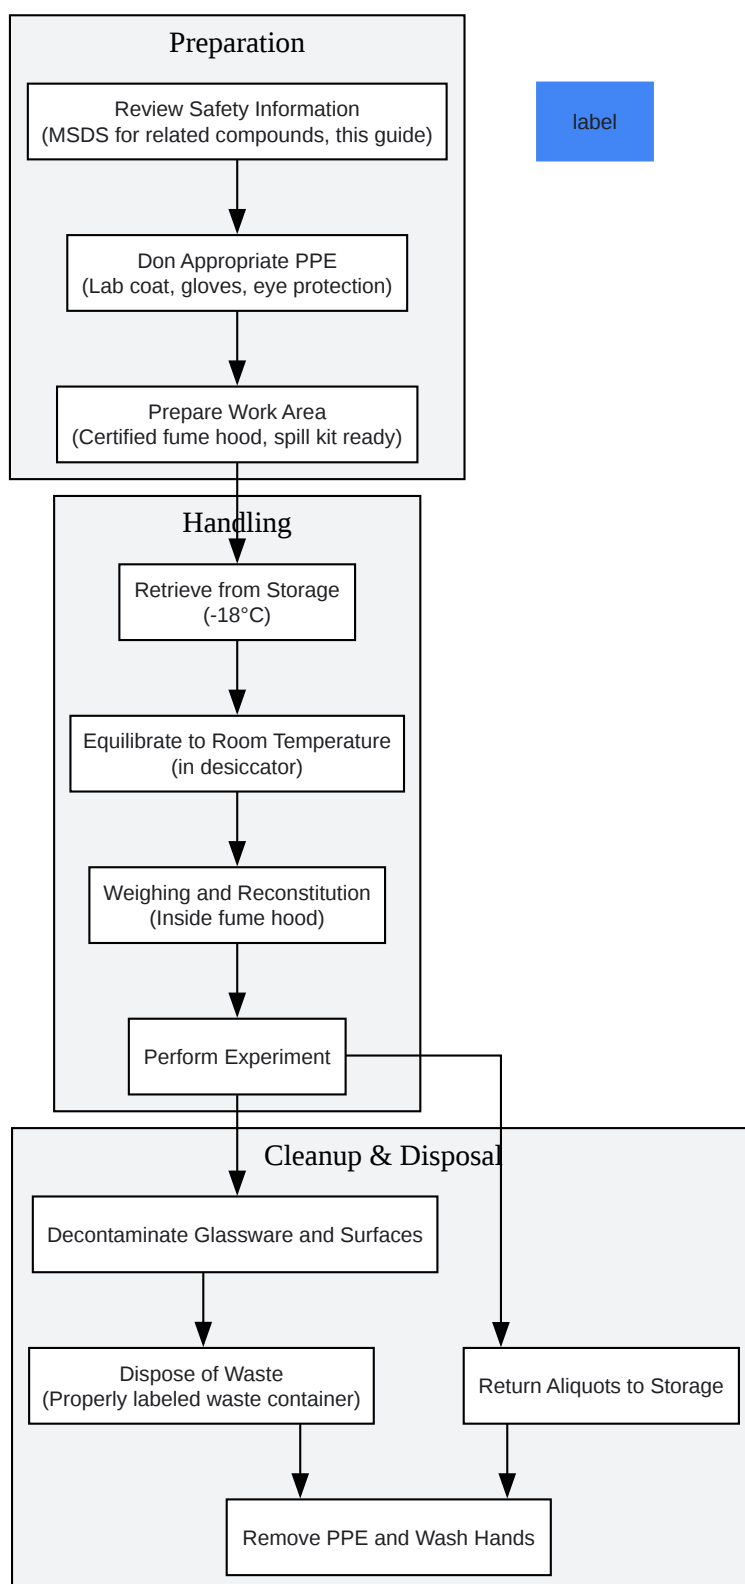 Preparation
Review Safety Information
(MSDS for related compounds, this guide)
label
Don Appropriate PPE
(Lab coat, gloves, eye protection)
Prepare Work Area
(Certified fume hood, spill kit ready)
Handling
Retrieve from Storage
(-18°C)
Equilibrate to Room Temperature
(in desiccator)
Weighing and Reconstitution
(Inside fume hood)
Perform Experiment
Cleanup & Disposal
Decontaminate Glassware and Surfaces
Dispose of Waste
(Properly labeled waste container)
Return Aliquots to Storage
Remove PPE and Wash Hands